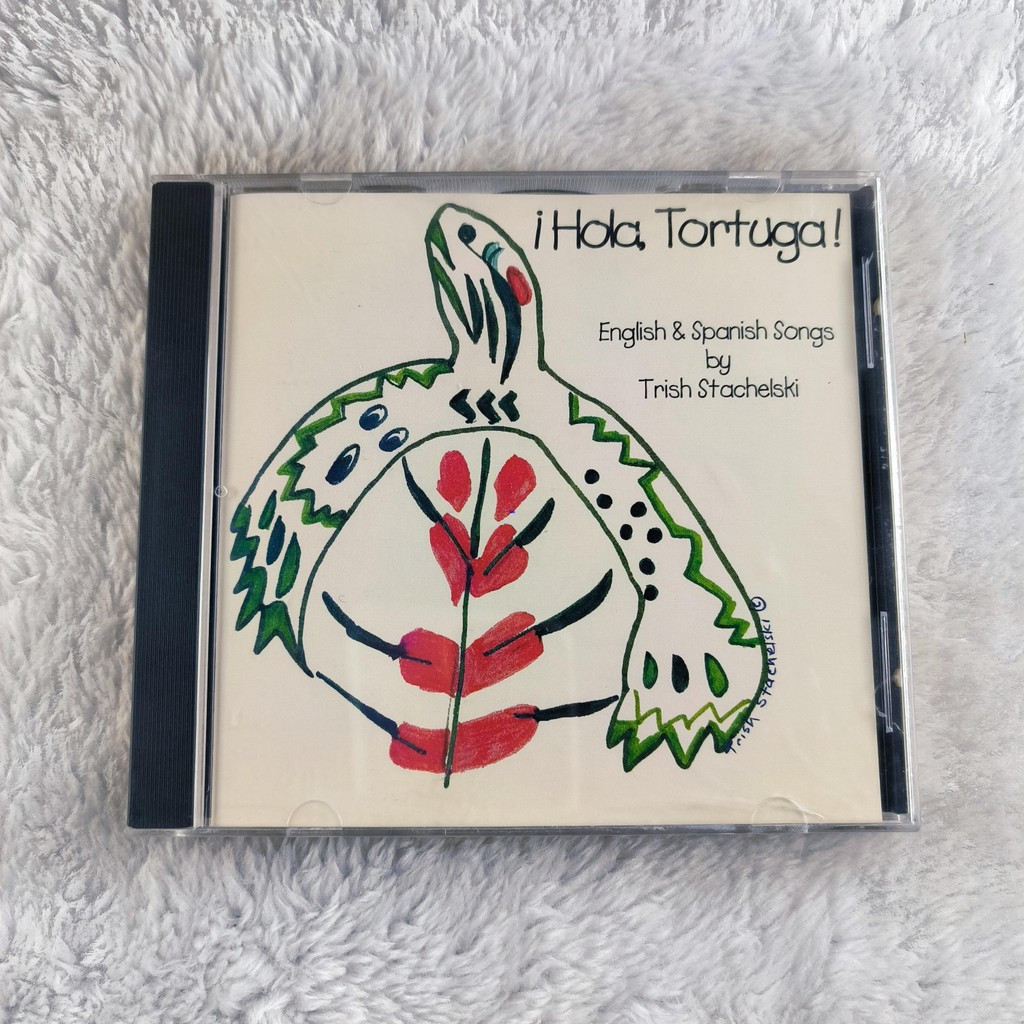 ¡Hola, Tortuga!
English & Spanish Songs
by
Trish Stachelski
Trish Stachelski ©